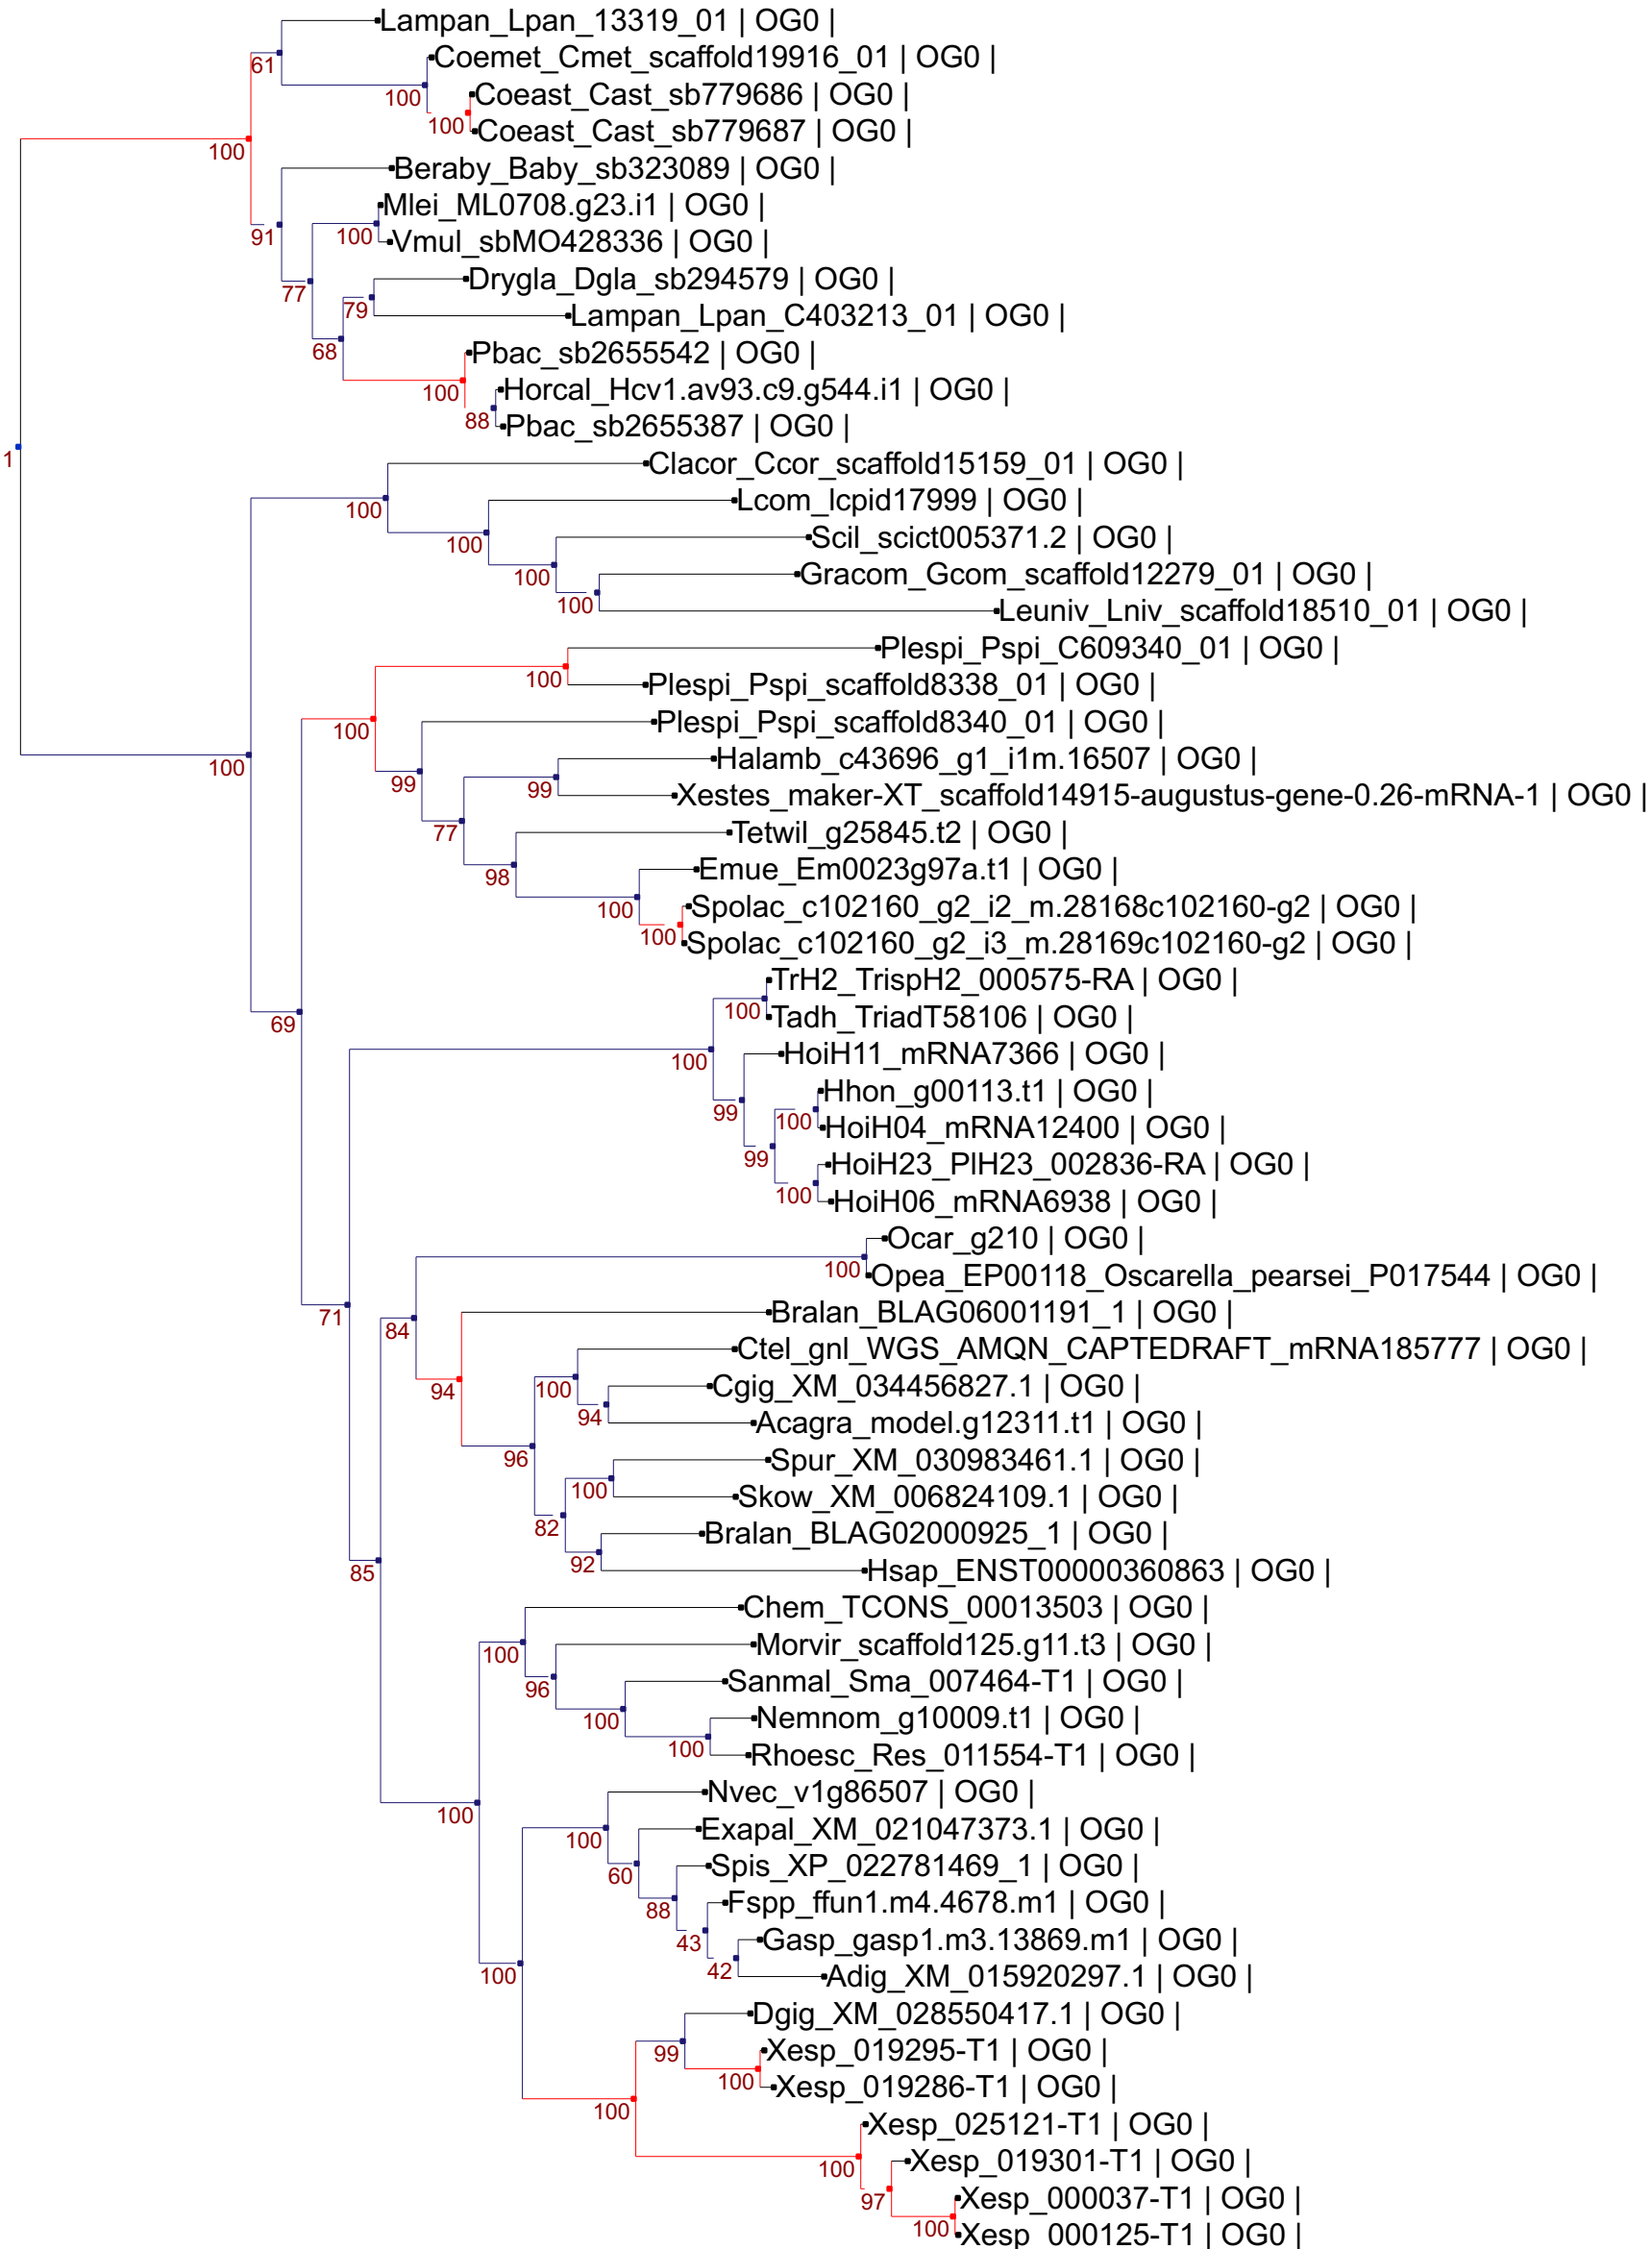 Lampan_Lpan_13319_01 | OG0 |
61
Coemet_Cmet_scaffold19916_01 | OG0 |
100
Coeast_Cast_sb779686 | OG0 |
100
Coeast_Cast_sb779687 | OG0 |
100
Beraby_Baby_sb323089 | OG0 |
Mlei_ML0708.g23.i1 | OG0 |
91
100
Vmul_sbMO428336 | OG0 |
Drygla_Dgla_sb294579 | OG0 |
77
79
Lampan_Lpan_C403213_01 | OG0 |
68
Pbac_sb2655542 | OG0 |
100
Horcal_Hcv1.av93.c9.g544.i1 | OG0 |
88
Pbac_sb2655387 | OG0 |
1
Clacor_Ccor_scaffold15159_01 | OG0 |
100
Lcom_lcpid17999 | OG0 |
100
Scil_scict005371.2 | OG0 |
100
Gracom_Gcom_scaffold12279_01 | OG0 |
100
Leuniv_Lniv_scaffold18510_01 | OG0 |
Plespi_Pspi_C609340_01 | OG0 |
100
Plespi_Pspi_scaffold8338_01 | OG0 |
100
Plespi_Pspi_scaffold8340_01 | OG0 |
100
Halamb_c43696_g1_i1m.16507 | OG0 |
99
99
Xestes_maker-XT_scaffold14915-augustus-gene-0.26-mRNA-1 | OG0 |
77
Tetwil_g25845.t2 | OG0 |
98
Emue_Em0023g97a.t1 | OG0 |
100
Spolac_c102160_g2_i2_m.28168c102160-g2 | OG0 |
100
Spolac_c102160_g2_i3_m.28169c102160-g2 | OG0 |
TrH2_TrispH2_000575-RA | OG0 |
100
Tadh_TriadT58106 | OG0 |
69
100
HoiH11_mRNA7366 | OG0 |
Hhon_g00113.t1 | OG0 |
99
100
HoiH04_mRNA12400 | OG0 |
99
HoiH23_PlH23_002836-RA | OG0 |
100
HoiH06_mRNA6938 | OG0 |
Ocar_g210 | OG0 |
100
Opea_EP00118_Oscarella_pearsei_P017544 | OG0 |
71
Bralan_BLAG06001191_1 | OG0 |
84
Ctel_gnl_WGS_AMQN_CAPTEDRAFT_mRNA185777 | OG0 |
94
100
Cgig_XM_034456827.1 | OG0 |
94
Acagra_model.g12311.t1 | OG0 |
96
Spur_XM_030983461.1 | OG0 |
100
Skow_XM_006824109.1 | OG0 |
82
Bralan_BLAG02000925_1 | OG0 |
92
85
Hsap_ENST00000360863 | OG0 |
Chem_TCONS_00013503 | OG0 |
100
Morvir_scaffold125.g11.t3 | OG0 |
96
Sanmal_Sma_007464-T1 | OG0 |
100
Nemnom_g10009.t1 | OG0 |
100
Rhoesc_Res_011554-T1 | OG0 |
Nvec_v1g86507 | OG0 |
100
100
Exapal_XM_021047373.1 | OG0 |
60
Spis_XP_022781469_1 | OG0 |
88
Fspp_ffun1.m4.4678.m1 | OG0 |
43
Gasp_gasp1.m3.13869.m1 | OG0 |
100
42
Adig_XM_015920297.1 | OG0 |
Dgig_XM_028550417.1 | OG0 |
99
Xesp_019295-T1 | OG0 |
100
Xesp_019286-T1 | OG0 |
100
Xesp_025121-T1 | OG0 |
100
Xesp_019301-T1 | OG0 |
97
Xesp_000037-T1 | OG0 |
100
Xesp_000125-T1 | OG0 |